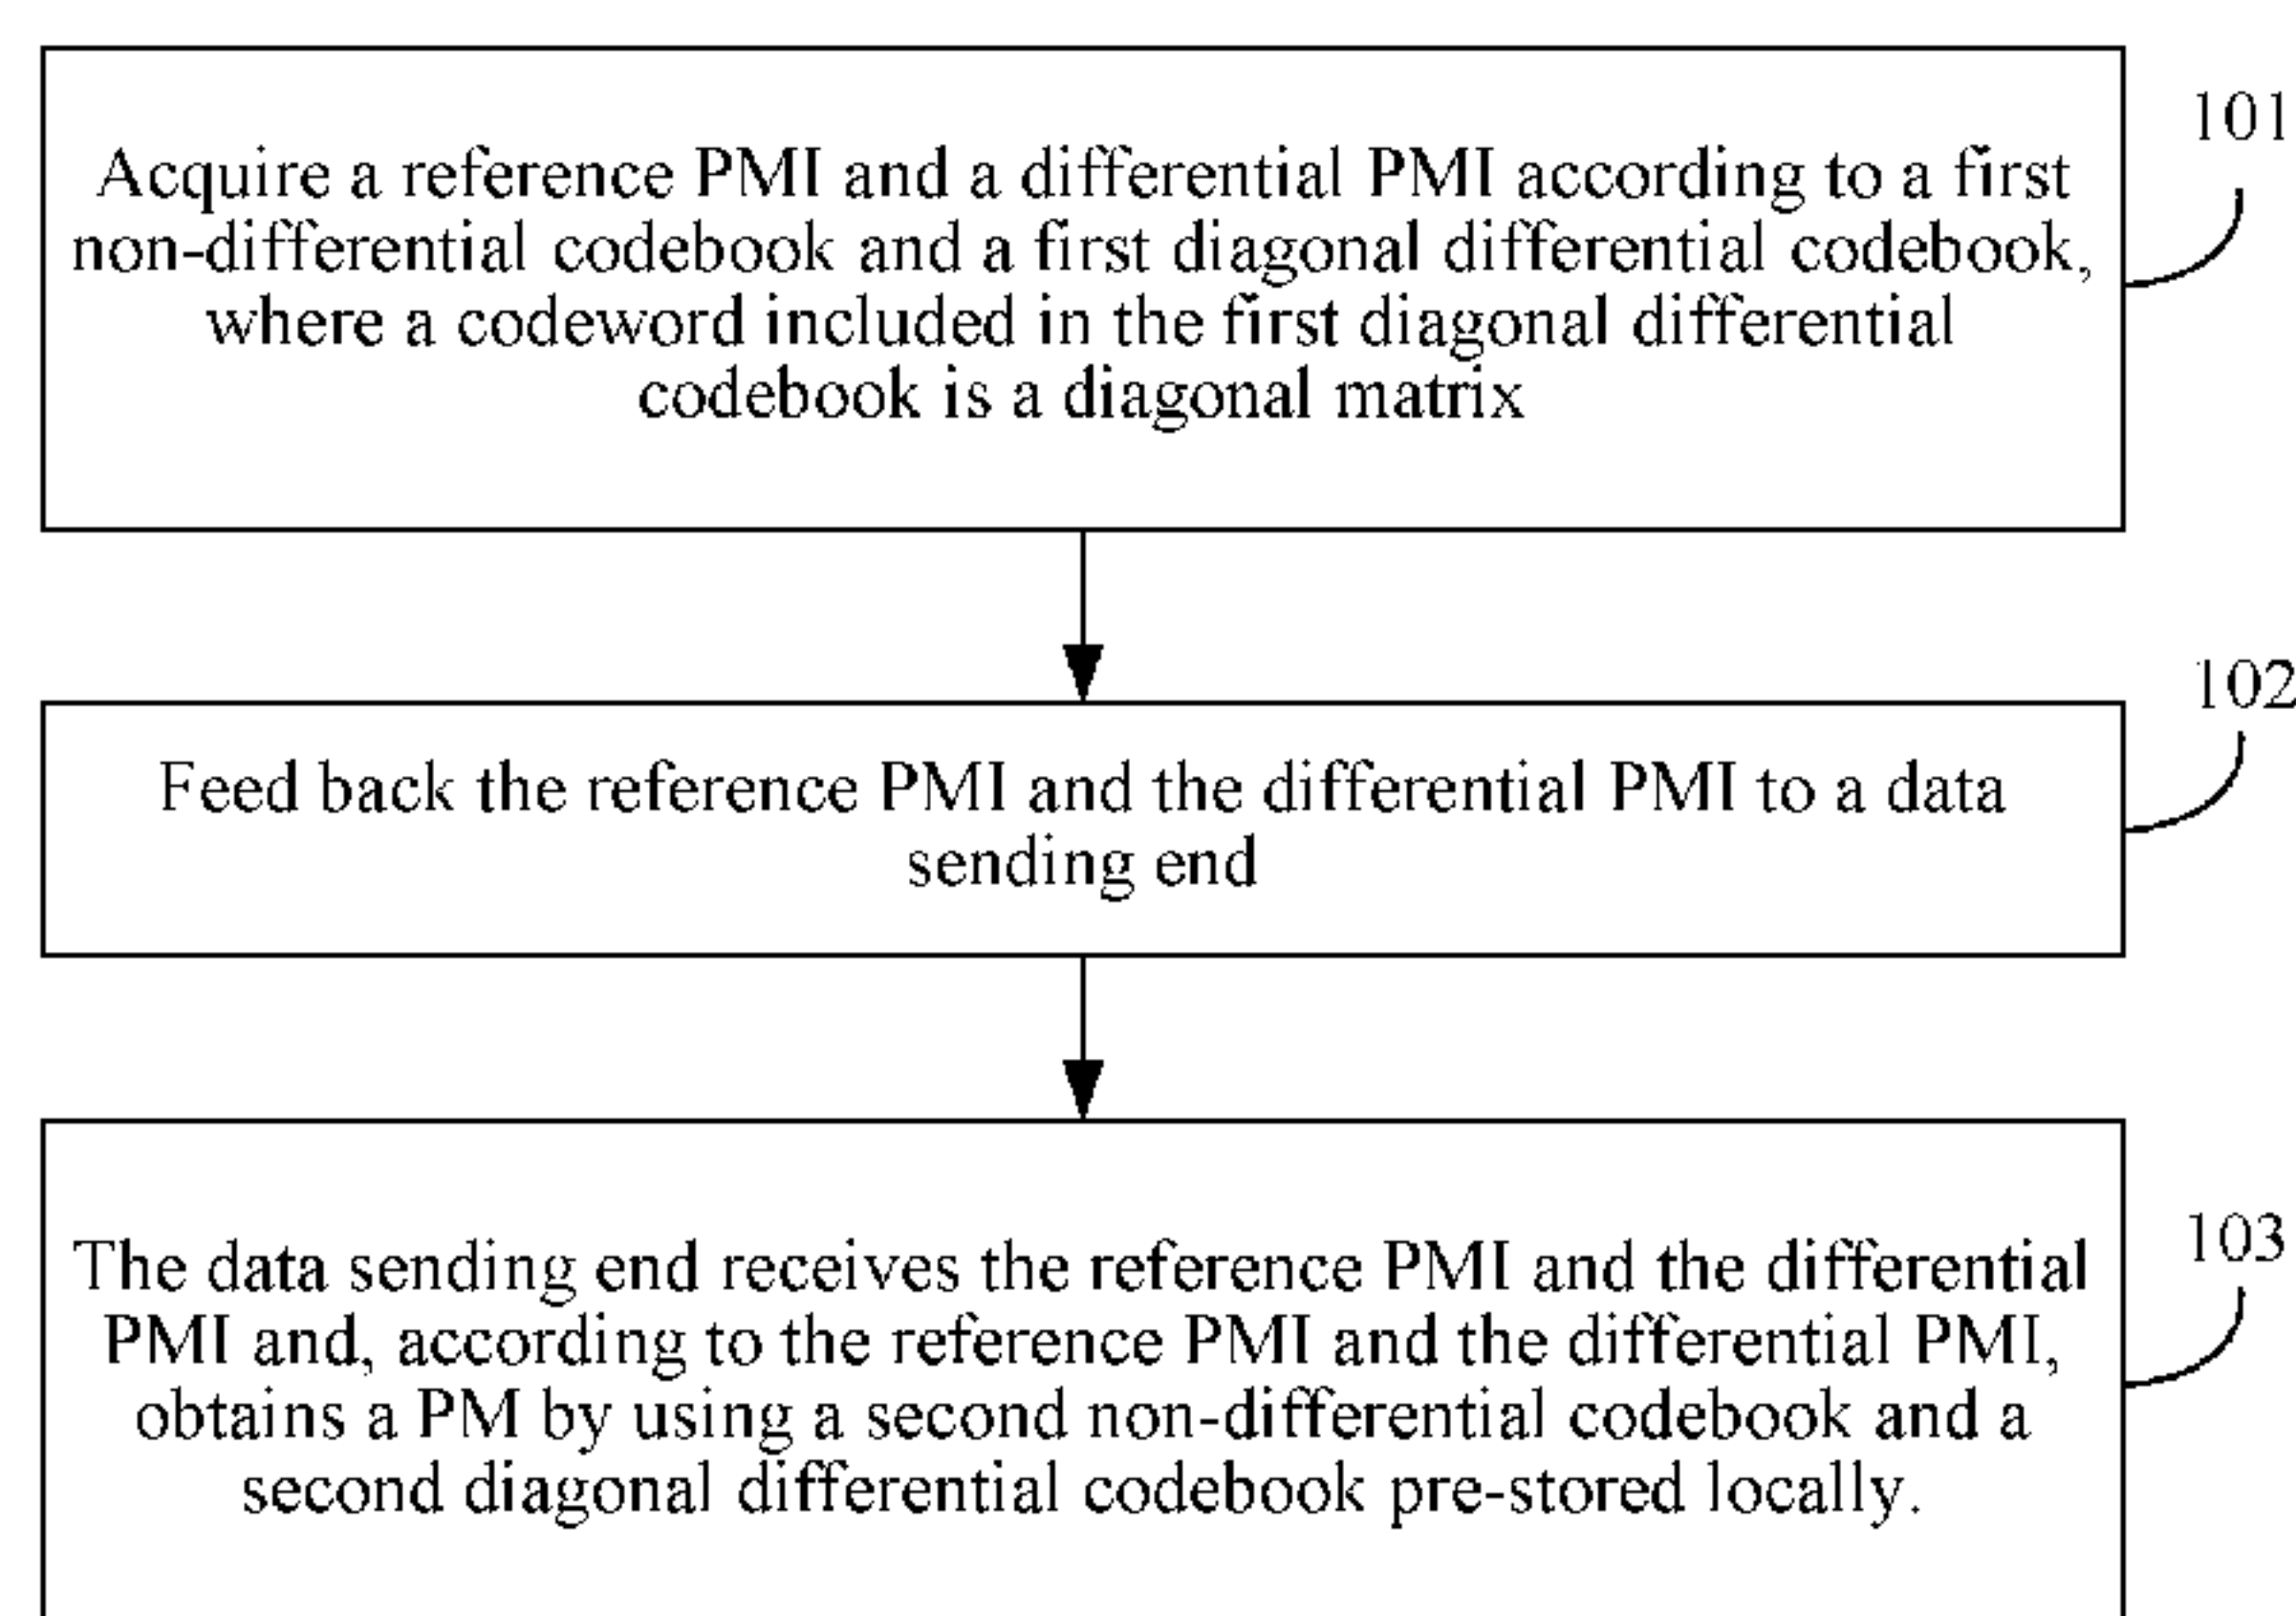 101
Acquire a reference PMI and a differential PMI according to a first
non-differential codebook and a first diagonal differential codebook,
where a codeword included in the first diagonal differential
codebook is a diagonal matrix
102
Feed back the reference PMI and the differential PMI to a data
sending end
103
The data sending end receives the reference PMI and the differential
PMI and, according to the reference PMI and the differential PMI,
obtains a PM by using a second non-differential codebook and a
second diagonal differential codebook pre-stored locally.